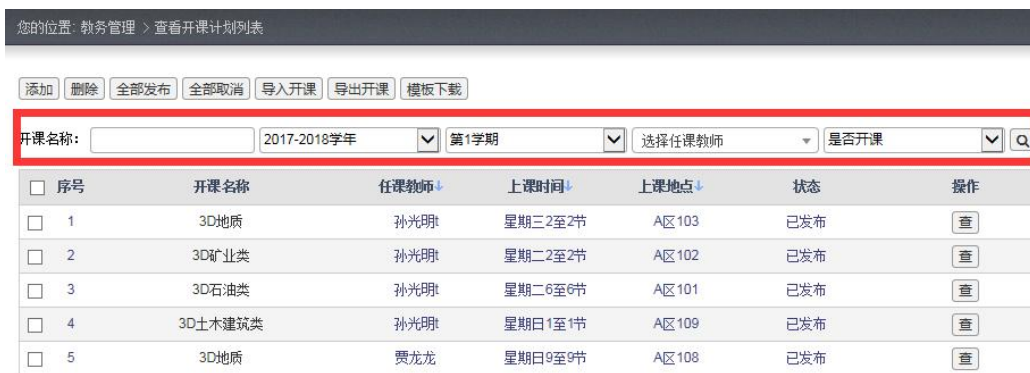 您的位置: 教务管理 > 查看开课计划列表
添加 删除 全部发布 全部取消 导入开课 导出开课 模板下载
开课名称: 2017-2018学年 第1学期 选择任课教师 是否开课
序号 开课名称 任课教师↓ 上课时间↓ 上课地点↓ 状态 操作
1 3D地质 孙光明t 星期三2至2节 A区103 已发布 查
2 3D矿业类 孙光明t 星期二2至2节 A区102 已发布 查
3 3D石油类 孙光明t 星期二6至6节 A区101 已发布 查
4 3D土木建筑类 孙光明t 星期日1至1节 A区109 已发布 查
5 3D地质 贾龙龙 星期日9至9节 A区108 已发布 查